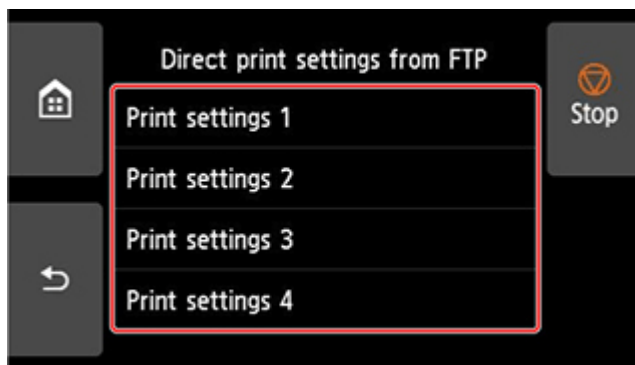 Direct print settings from FTP
Stop
Print settings 1
Print settings 2
Print settings 3
Print settings 4